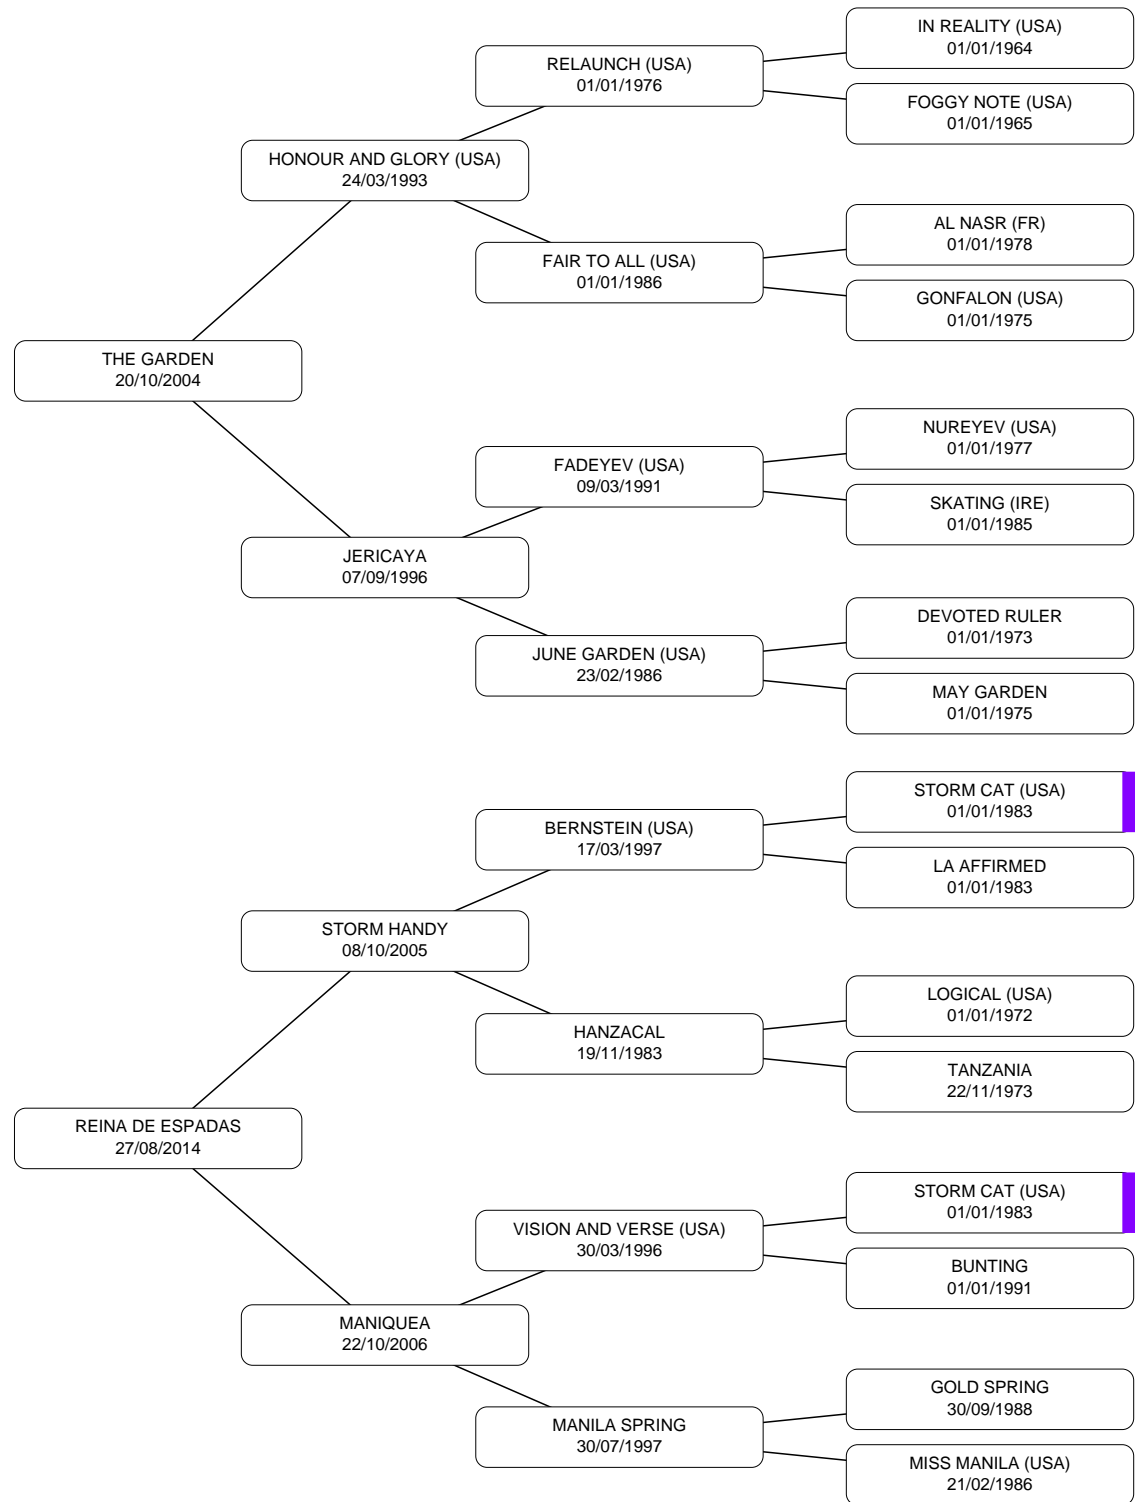 IN REALITY (USA)
01/01/1964
RELAUNCH (USA)
01/01/1976
FOGGY NOTE (USA)
01/01/1965
HONOUR AND GLORY (USA)
24/03/1993
AL NASR (FR)
01/01/1978
FAIR TO ALL (USA)
01/01/1986
GONFALON (USA)
01/01/1975
THE GARDEN
20/10/2004
NUREYEV (USA)
01/01/1977
FADEYEV (USA)
09/03/1991
SKATING (IRE)
01/01/1985
JERICAYA
07/09/1996
DEVOTED RULER
01/01/1973
JUNE GARDEN (USA)
23/02/1986
MAY GARDEN
01/01/1975
STORM CAT (USA)
01/01/1983
BERNSTEIN (USA)
17/03/1997
LA AFFIRMED
01/01/1983
STORM HANDY
08/10/2005
LOGICAL (USA)
01/01/1972
HANZACAL
19/11/1983
TANZANIA
22/11/1973
REINA DE ESPADAS
27/08/2014
STORM CAT (USA)
01/01/1983
VISION AND VERSE (USA)
30/03/1996
BUNTING
01/01/1991
MANIQUEA
22/10/2006
GOLD SPRING
30/09/1988
MANILA SPRING
30/07/1997
MISS MANILA (USA)
21/02/1986